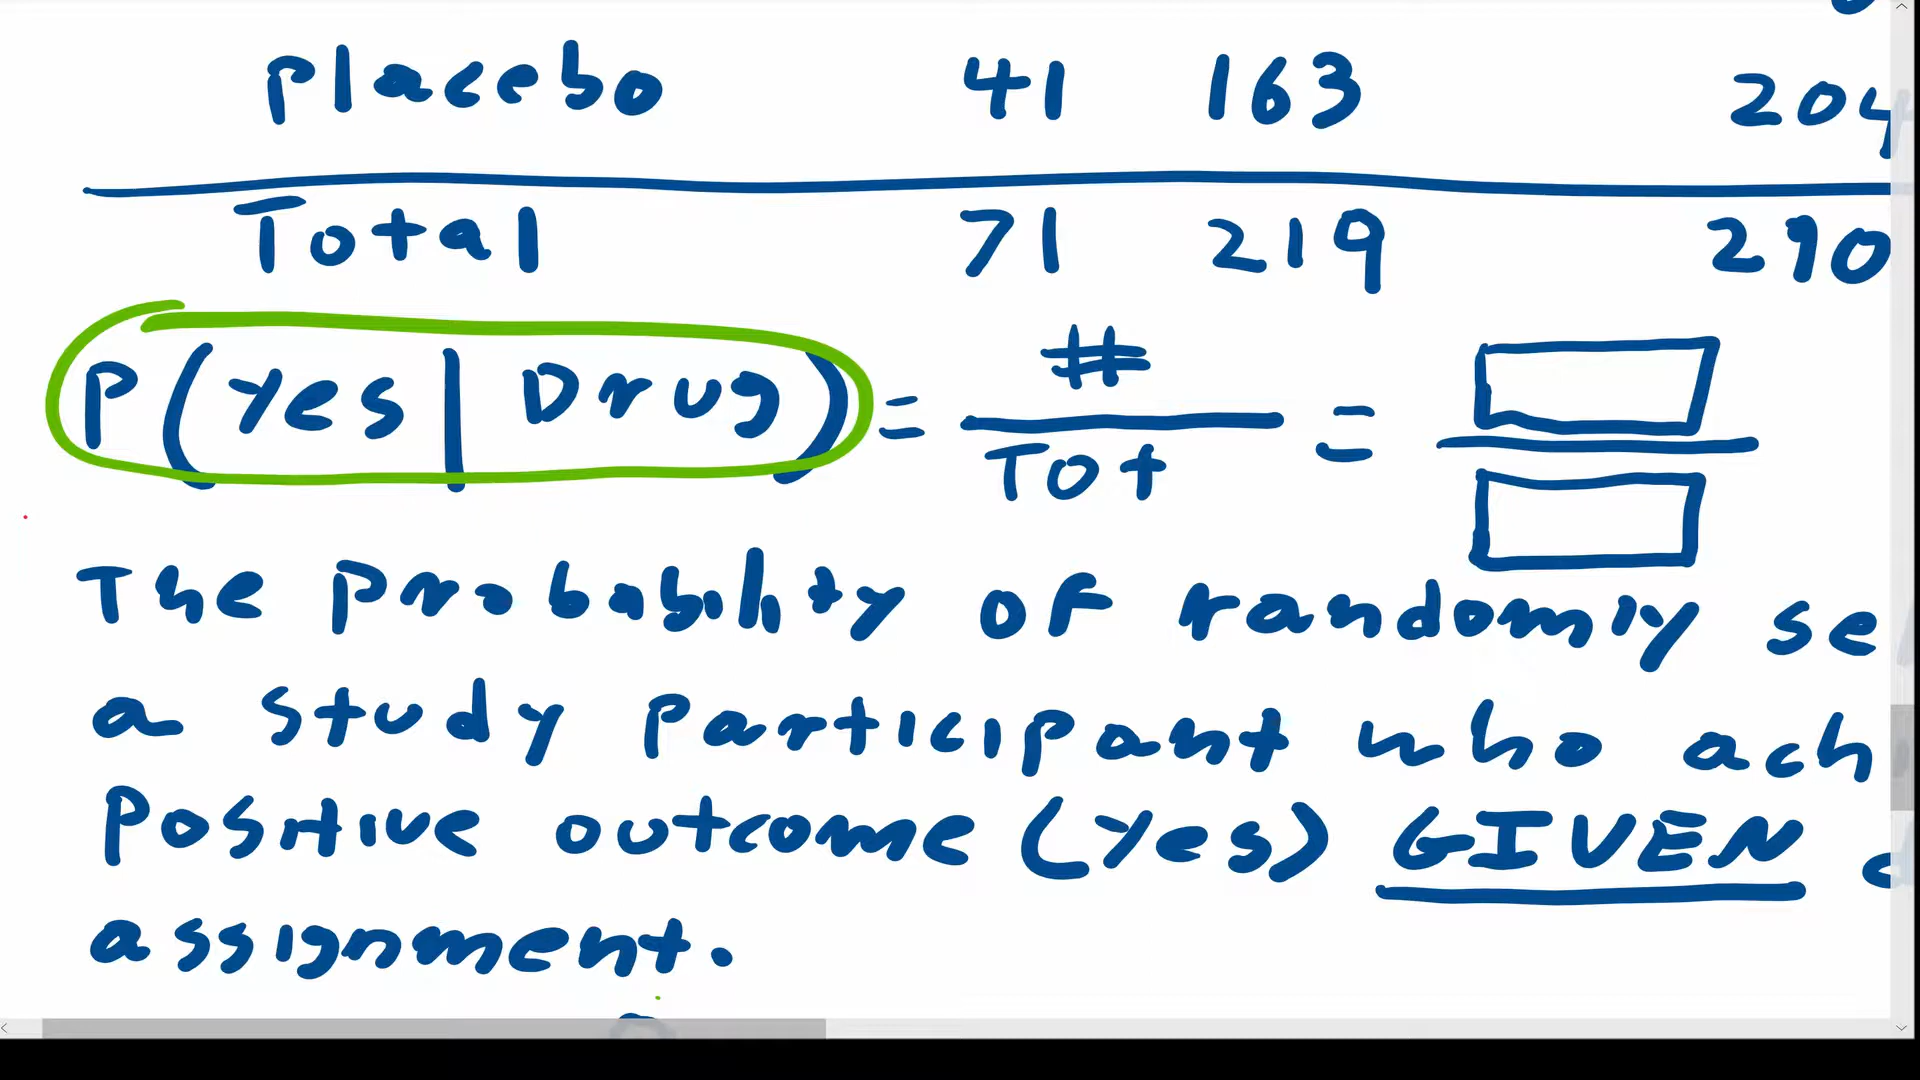 placebo 41 163 204
Total 71 219 290
P(yes | Drug) = # / Tot =
The probability of randomly se
a study participant who ach
positive outcome (yes) GIVEN
assignment.